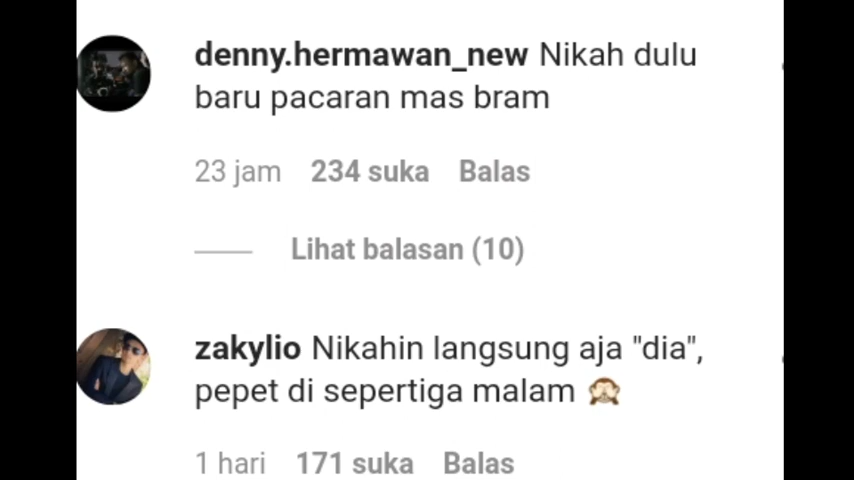 denny.hermawan_new Nikah dulu
baru pacaran mas bram
23 jam 234 suka Balas
Lihat balasan (10)
zakylio Nikahin langsung aja "dia",
pepet di sepertiga malam 🙈
1 hari 171 suka Balas